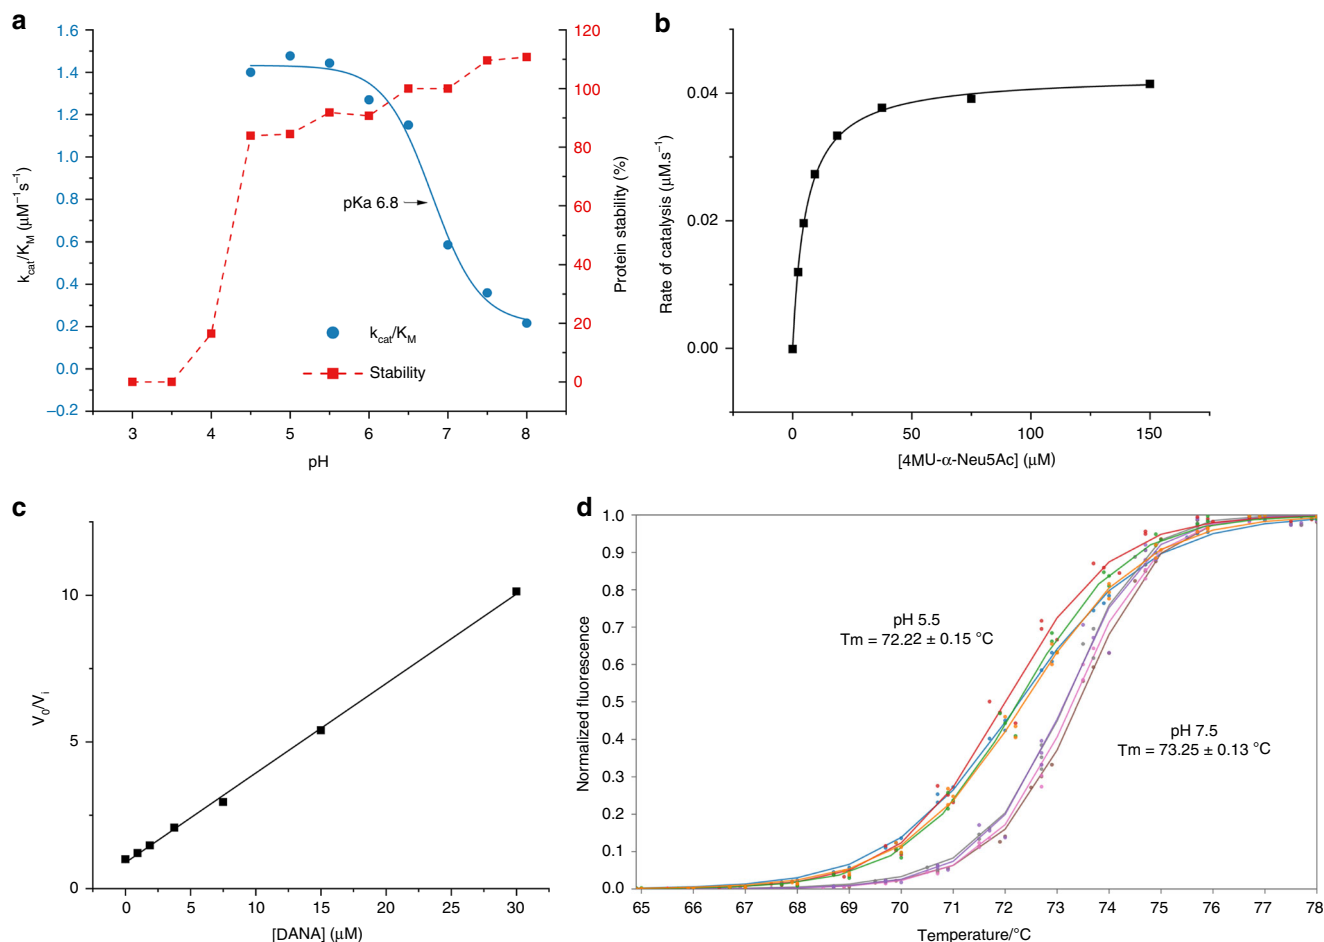 a
1.6
1.4
1.2
1.0
0.8
0.6
0.4
0.2
0.0
−0.2
k_cat/K_M (μM⁻¹s⁻¹)
120
100
80
60
40
20
0
Protein stability (%)
pKa 6.8
k_cat/K_M
Stability
3 4 5 6 7 8
pH
b
0.04
0.02
0.00
Rate of catalysis (μM.s⁻¹)
0 50 100 150
[4MU-α-Neu5Ac] (μM)
c
10
5
0
V₀/Vᵢ
0 5 10 15 20 25 30
[DANA] (μM)
d
1.0
0.9
0.8
0.7
0.6
0.5
0.4
0.3
0.2
0.1
0.0
Normalized fluorescence
pH 5.5
Tm = 72.22 ± 0.15 °C
pH 7.5
Tm = 73.25 ± 0.13 °C
65 66 67 68 69 70 71 72 73 74 75 76 77 78
Temperature/°C